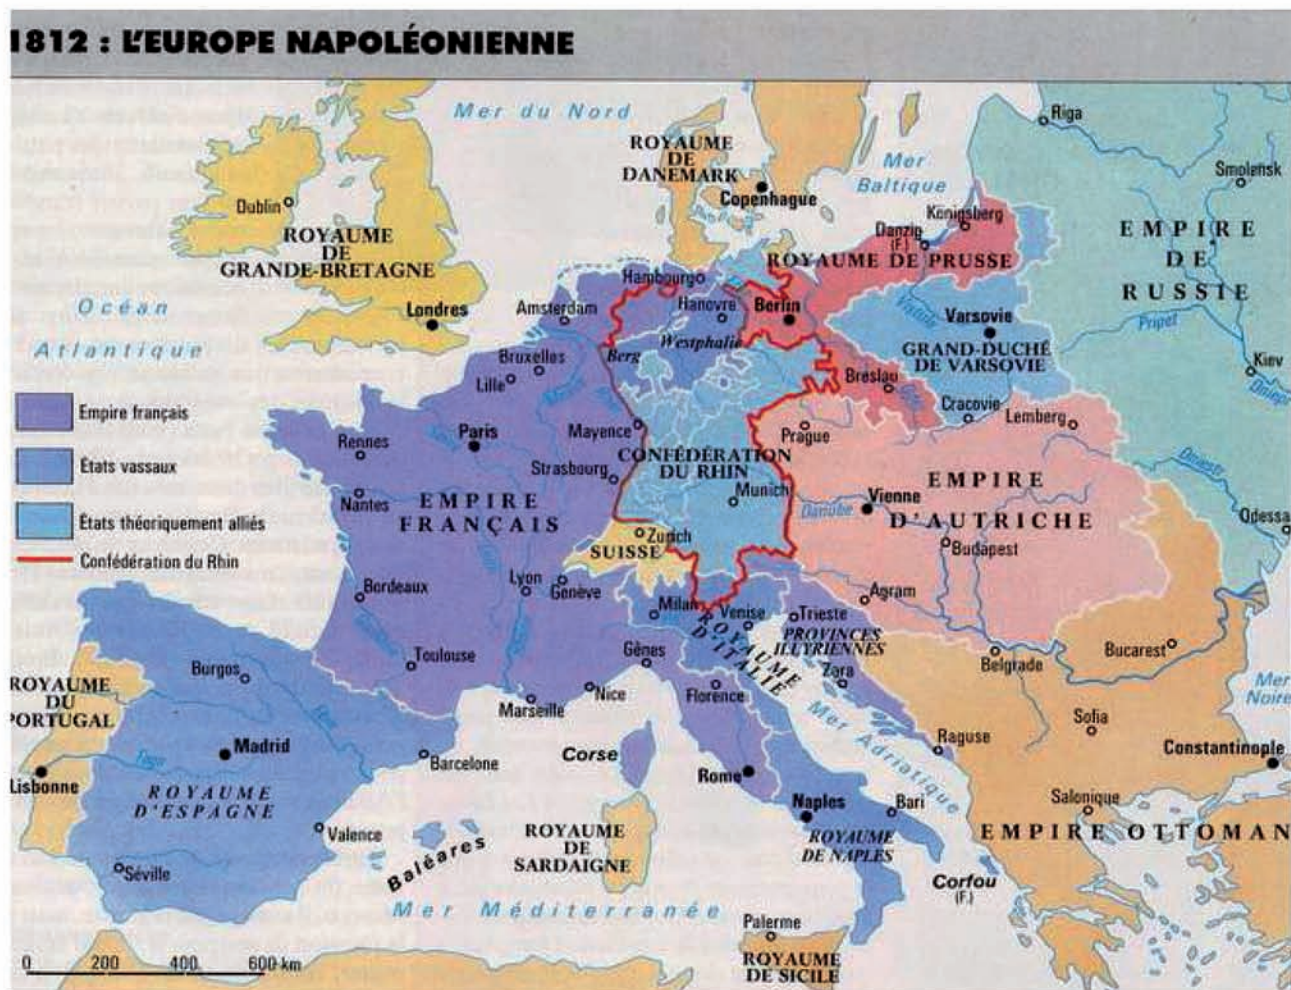 1812 : L'EUROPE NAPOLÉONIENNE
Mer du Nord
Mer
Baltique
Océan
Atlantique
ROYAUME
DE
DANEMARK
Copenhague
Riga
Smolensk
Dublin
ROYAUME
DE
GRANDE-BRETAGNE
Londres
Königsberg
Danzig
(F.)
ROYAUME DE PRUSSE
EMPIRE
DE
RUSSIE
Hambourg
Hanovre
Berlin
Amsterdam
Westphalie
Berg
Vistule
Varsovie
GRAND-DUCHÉ
DE VARSOVIE
Pripet
Kiev
Dniepr
Bruxelles
Lille
Breslau
Cracovie
Lemberg
Empire français
États vassaux
États théoriquement alliés
Confédération du Rhin
Rennes
Paris
Mayence
Prague
Strasbourg
CONFÉDÉRATION
DU RHIN
Munich
Nantes
EMPIRE
FRANÇAIS
Danube
Vienne
EMPIRE
D'AUTRICHE
Dniestr
Odessa
Budapest
Zurich
SUISSE
Bordeaux
Lyon
Genève
Agram
Milan
Venise
Trieste
PROVINCES
ILLYRIENNES
ROYAUME
D'ITALIE
Toulouse
Gênes
Belgrade
Bucarest
Burgos
Nice
Marseille
Florence
Zara
Mer
Noire
ROYAUME
DU
PORTUGAL
Mer Adriatique
Sofia
Raguse
Constantinople
Madrid
Tage
Lisbonne
Barcelone
Corse
Rome
ROYAUME
D'ESPAGNE
Valence
Séville
Baléares
ROYAUME
DE
SARDAIGNE
Naples
Bari
ROYAUME
DE NAPLES
Salonique
EMPIRE OTTOMAN
Corfou
(F.)
Mer Méditerranée
Palerme
ROYAUME
DE SICILE
0 200 400 600 km